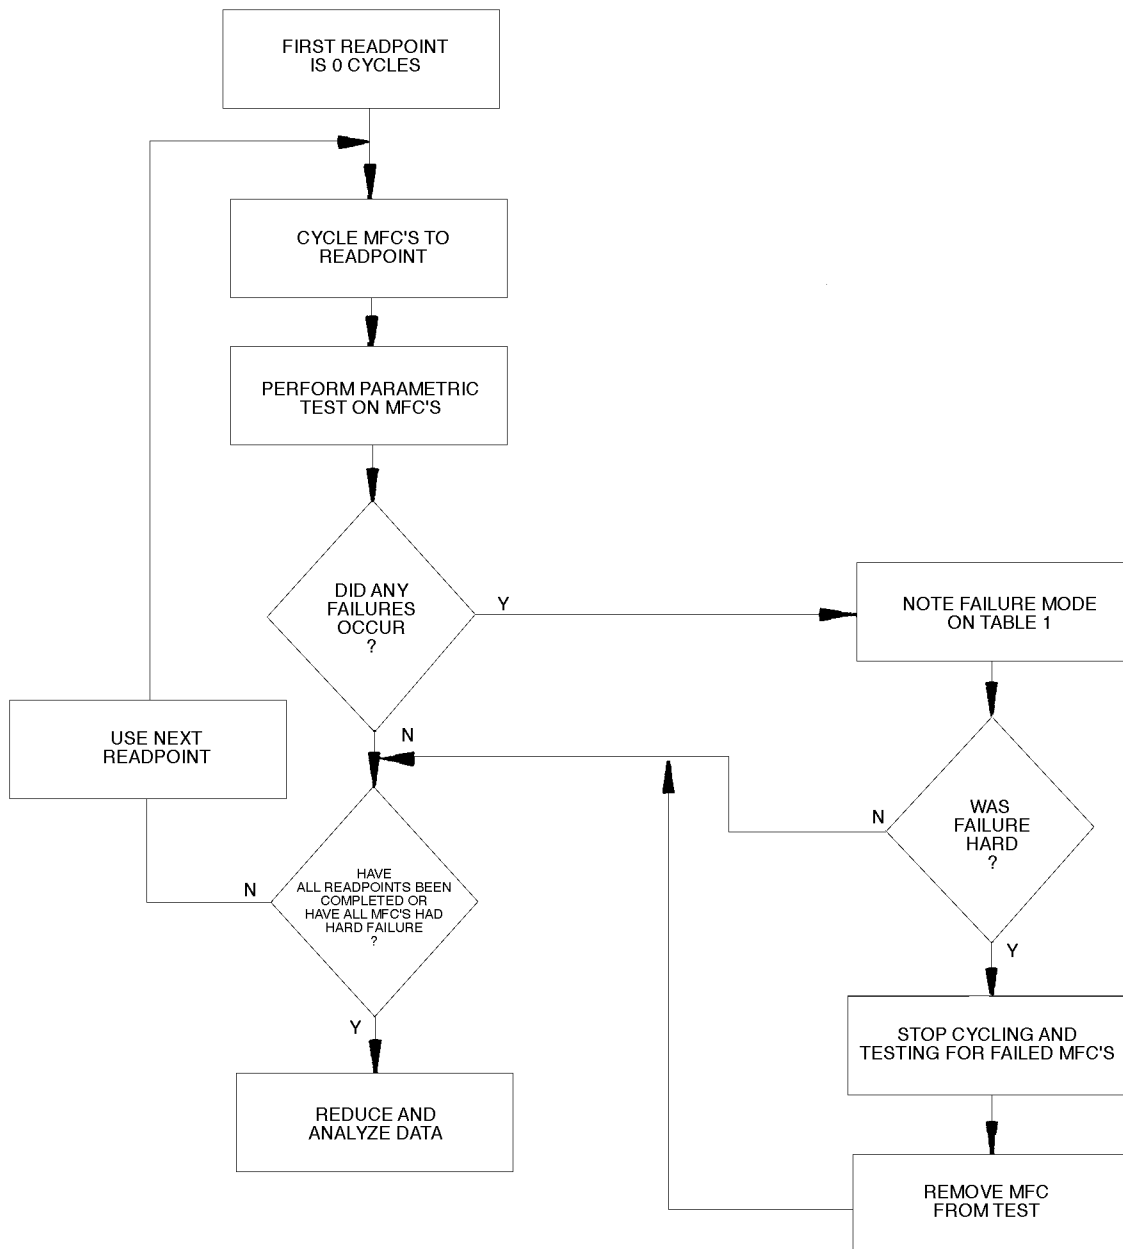 FIRST READPOINT
IS 0 CYCLES
CYCLE MFC'S TO
READPOINT
PERFORM PARAMETRIC
TEST ON MFC'S
DID ANY
FAILURES
OCCUR
?
Y
NOTE FAILURE MODE
ON TABLE 1
USE NEXT
READPOINT
N
WAS
FAILURE
HARD
?
N
Y
HAVE
ALL READPOINTS BEEN
COMPLETED OR
HAVE ALL MFC'S HAD
HARD FAILURE
?
N
Y
STOP CYCLING AND
TESTING FOR FAILED MFC'S
REDUCE AND
ANALYZE DATA
REMOVE MFC
FROM TEST